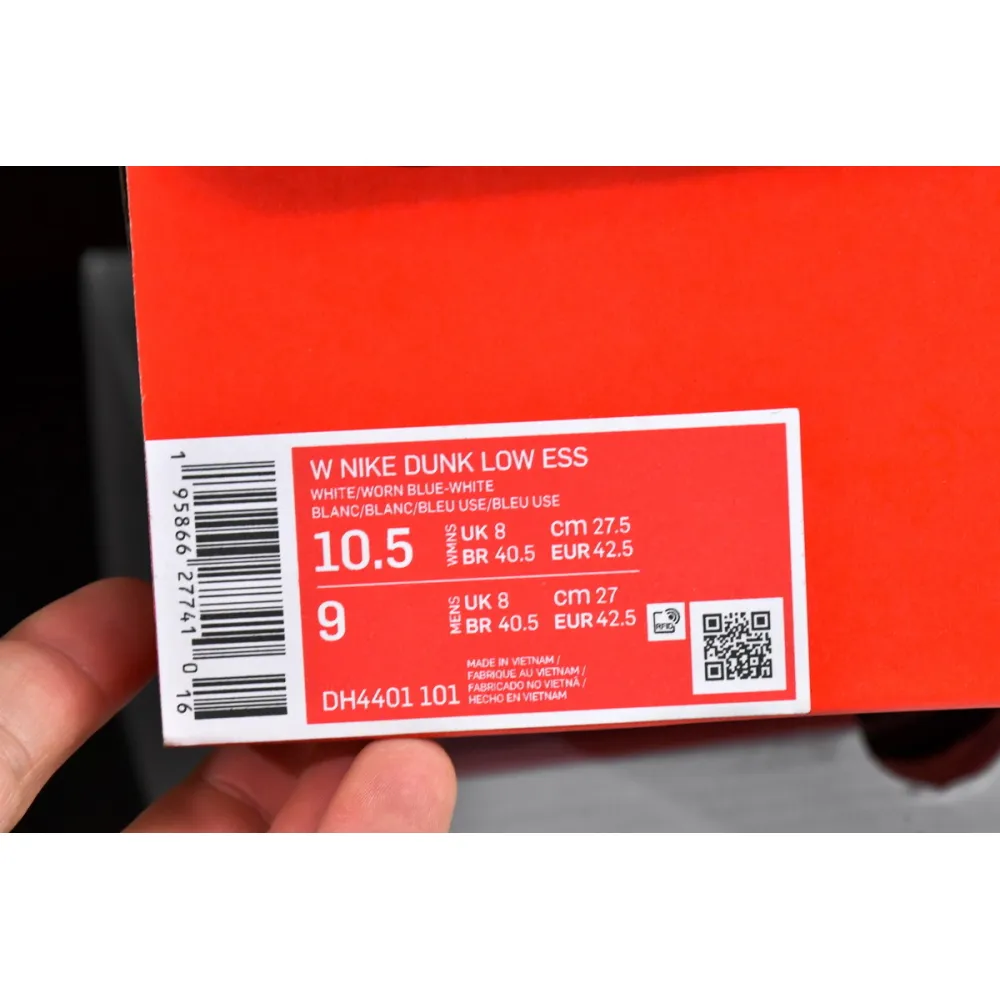 1 95866 27741 0 16
W NIKE DUNK LOW ESS
WHITE/WORN BLUE-WHITE
BLANC/BLANC/BLEU USE/BLEU USE
10.5 WMNS UK 8 cm 27.5
BR 40.5 EUR 42.5
9 MENS UK 8 cm 27
BR 40.5 EUR 42.5
RFID
MADE IN VIETNAM /
FABRIQUE AU VIETNAM /
FABRICADO NO VIETNÃ /
HECHO EN VIETNAM
DH4401 101